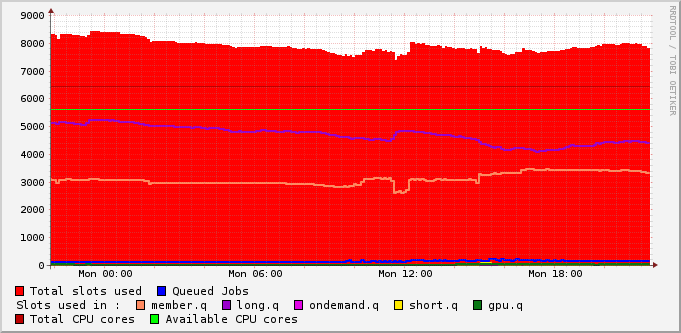 RRDTOOL / TOBI OETIKER
9000
8000
7000
6000
5000
4000
3000
2000
1000
0
Mon 00:00 Mon 06:00 Mon 12:00 Mon 18:00
Total slots used Queued Jobs
Slots used in : member.q long.q ondemand.q short.q gpu.q
Total CPU cores Available CPU cores